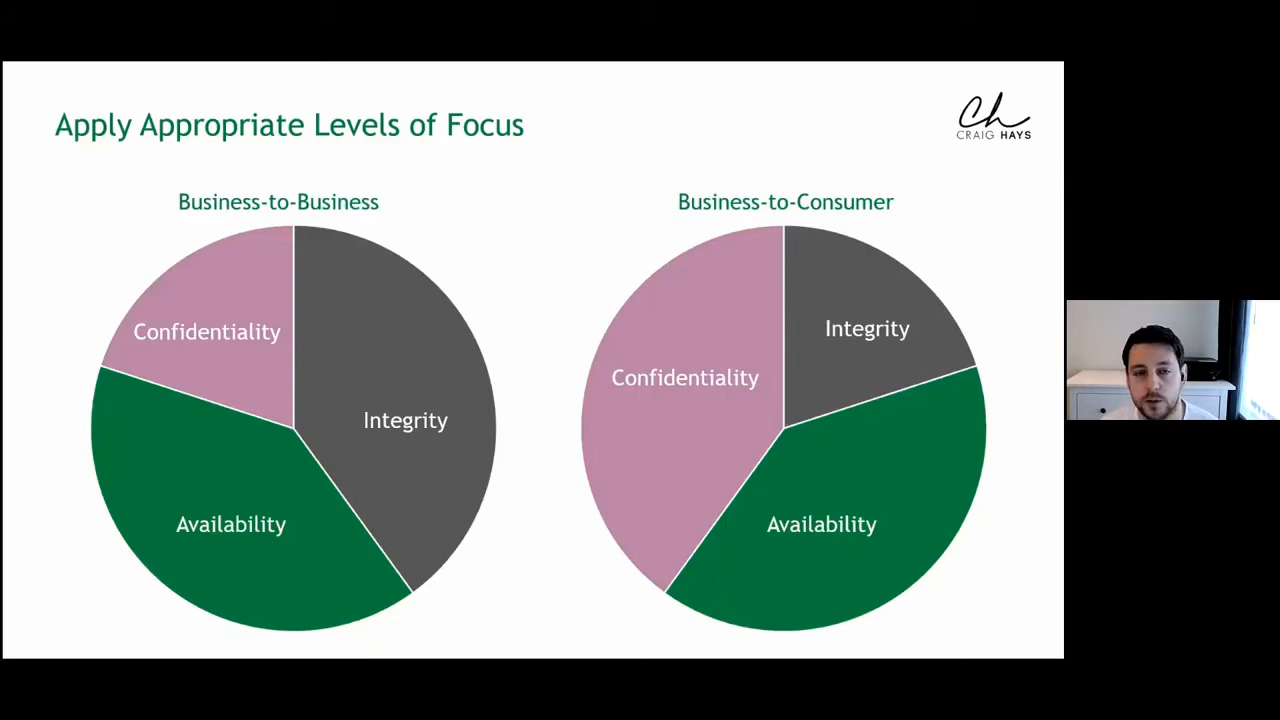 Apply Appropriate Levels of Focus
Ch
CRAIG HAYS
Business-to-Business
Business-to-Consumer
Confidentiality
Integrity
Availability
Integrity
Confidentiality
Availability